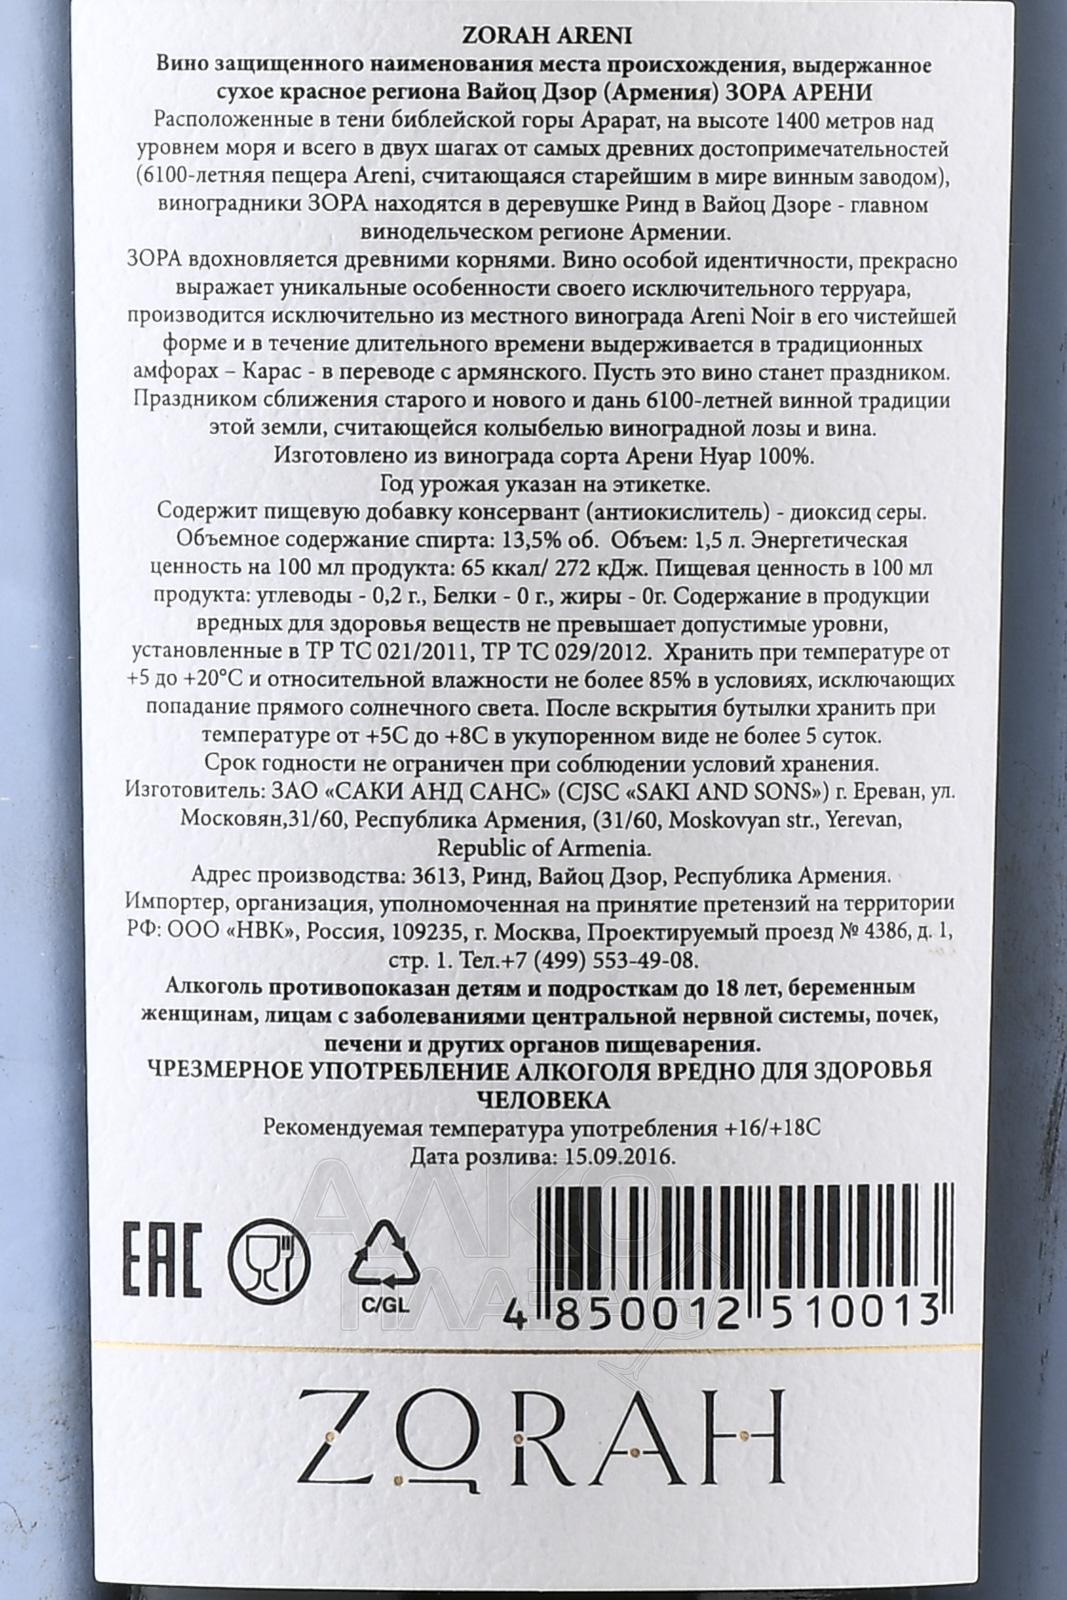 ZORAH ARENI
Вино защищенного наименования места происхождения, выдержанное
сухое красное региона Вайоц Дзор (Армения) ЗОРА АРЕНИ
Расположенные в тени библейской горы Арарат, на высоте 1400 метров над
уровнем моря и всего в двух шагах от самых древних достопримечательностей
(6100-летняя пещера Areni, считающаяся старейшим в мире винным заводом),
виноградники ЗОРА находятся в деревушке Ринд в Вайоц Дзоре - главном
винодельческом регионе Армении.
ЗОРА вдохновляется древними корнями. Вино особой идентичности, прекрасно
выражает уникальные особенности своего исключительного терруара,
производится исключительно из местного винограда Areni Noir в его чистейшей
форме и в течение длительного времени выдерживается в традиционных
амфорах – Карас - в переводе с армянского. Пусть это вино станет праздником.
Праздником сближения старого и нового и дань 6100-летней винной традиции
этой земли, считающейся колыбелью виноградной лозы и вина.
Изготовлено из винограда сорта Арени Нуар 100%.
Год урожая указан на этикетке.
Содержит пищевую добавку консервант (антиокислитель) - диоксид серы.
Объемное содержание спирта: 13,5% об. Объем: 1,5 л. Энергетическая
ценность на 100 мл продукта: 65 ккал/ 272 кДж. Пищевая ценность в 100 мл
продукта: углеводы - 0,2 г., Белки - 0 г., жиры - 0г. Содержание в продукции
вредных для здоровья веществ не превышает допустимые уровни,
установленные в ТР ТС 021/2011, ТР ТС 029/2012. Хранить при температуре от
+5 до +20°С и относительной влажности не более 85% в условиях, исключающих
попадание прямого солнечного света. После вскрытия бутылки хранить при
температуре от +5С до +8С в укупоренном виде не более 5 суток.
Срок годности не ограничен при соблюдении условий хранения.
Изготовитель: ЗАО «САКИ АНД САНС» (CJSC «SAKI AND SONS») г. Ереван, ул.
Московян,31/60, Республика Армения, (31/60, Moskovyan str., Yerevan,
Republic of Armenia.
Адрес производства: 3613, Ринд, Вайоц Дзор, Республика Армения.
Импортер, организация, уполномоченная на принятие претензий на территории
РФ: ООО «НВК», Россия, 109235, г. Москва, Проектируемый проезд № 4386, д. 1,
стр. 1. Тел.+7 (499) 553-49-08.
Алкоголь противопоказан детям и подросткам до 18 лет, беременным
женщинам, лицам с заболеваниями центральной нервной системы, почек,
печени и других органов пищеварения.
ЧРЕЗМЕРНОЕ УПОТРЕБЛЕНИЕ АЛКОГОЛЯ ВРЕДНО ДЛЯ ЗДОРОВЬЯ
ЧЕЛОВЕКА
Рекомендуемая температура употребления +16/+18С
Дата розлива: 15.09.2016.
АЛКО
ПЛАЗА
EAC
C/GL
4 850012 510013
ZORAH